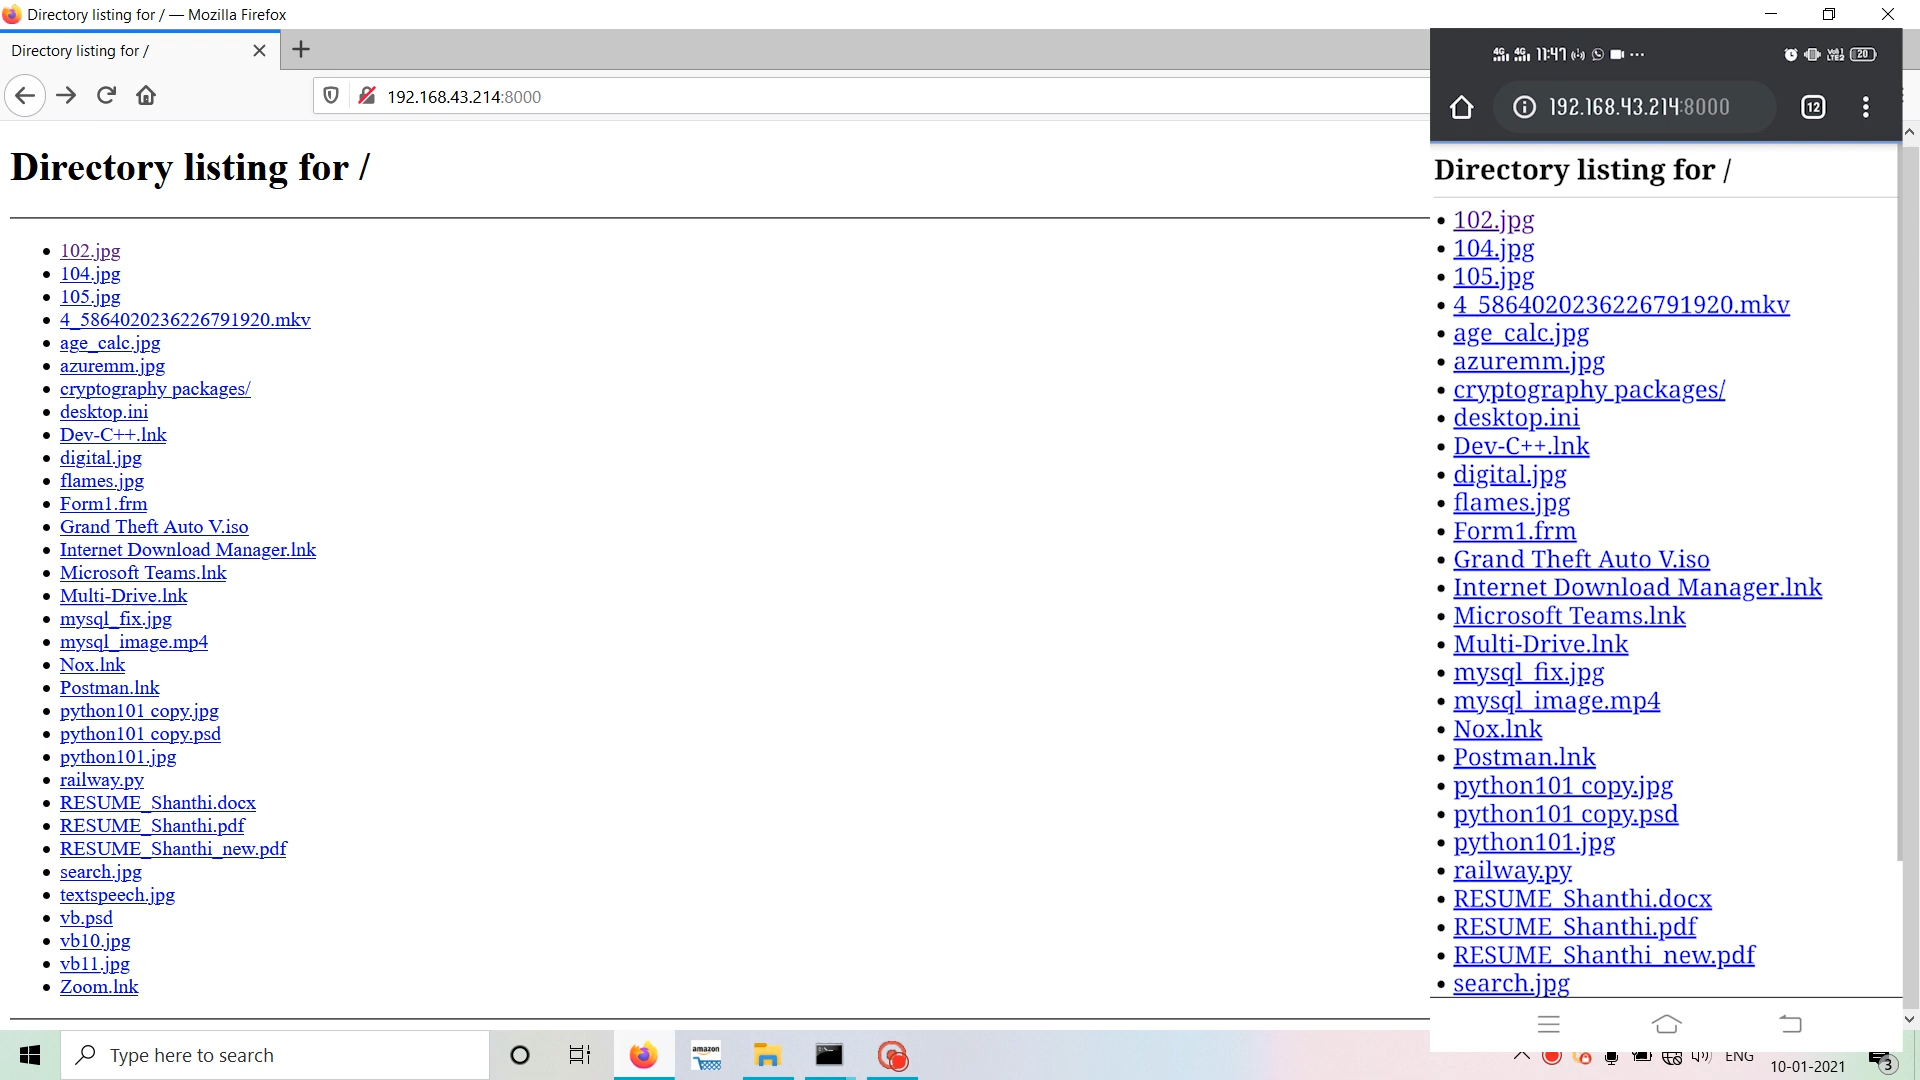 Directory listing for / — Mozilla Firefox
Directory listing for /
192.168.43.214:8000
Directory listing for /
102.jpg
104.jpg
105.jpg
4_5864020236226791920.mkv
age_calc.jpg
azuremm.jpg
cryptography packages/
desktop.ini
Dev-C++.lnk
digital.jpg
flames.jpg
Form1.frm
Grand Theft Auto V.iso
Internet Download Manager.lnk
Microsoft Teams.lnk
Multi-Drive.lnk
mysql_fix.jpg
mysql_image.mp4
Nox.lnk
Postman.lnk
python101 copy.jpg
python101 copy.psd
python101.jpg
railway.py
RESUME_Shanthi.docx
RESUME_Shanthi.pdf
RESUME_Shanthi_new.pdf
search.jpg
textspeech.jpg
vb.psd
vb10.jpg
vb11.jpg
Zoom.lnk
4G 4G 11:47 ... 20
192.168.43.214:8000 12
Directory listing for /
102.jpg
104.jpg
105.jpg
4_5864020236226791920.mkv
age_calc.jpg
azuremm.jpg
cryptography packages/
desktop.ini
Dev-C++.lnk
digital.jpg
flames.jpg
Form1.frm
Grand Theft Auto V.iso
Internet Download Manager.lnk
Microsoft Teams.lnk
Multi-Drive.lnk
mysql_fix.jpg
mysql_image.mp4
Nox.lnk
Postman.lnk
python101 copy.jpg
python101 copy.psd
python101.jpg
railway.py
RESUME_Shanthi.docx
RESUME_Shanthi.pdf
RESUME_Shanthi_new.pdf
search.jpg
Type here to search
amazon
ENG
10-01-2021
3